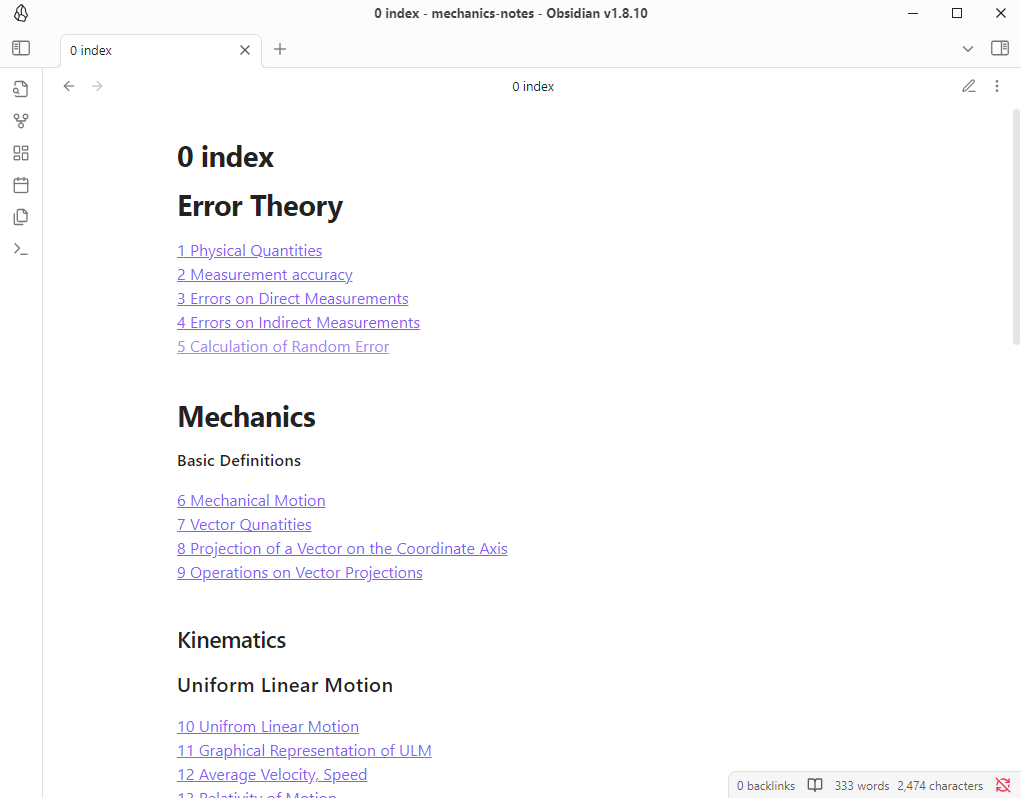 0 index - mechanics-notes - Obsidian v1.8.10
0 index
0 index
0 index
Error Theory
1 Physical Quantities
2 Measurement accuracy
3 Errors on Direct Measurements
4 Errors on Indirect Measurements
5 Calculation of Random Error
Mechanics
Basic Definitions
6 Mechanical Motion
7 Vector Qunatities
8 Projection of a Vector on the Coordinate Axis
9 Operations on Vector Projections
Kinematics
Uniform Linear Motion
10 Unifrom Linear Motion
11 Graphical Representation of ULM
12 Average Velocity, Speed
13 Relativity of Motion
0 backlinks 333 words 2,474 characters